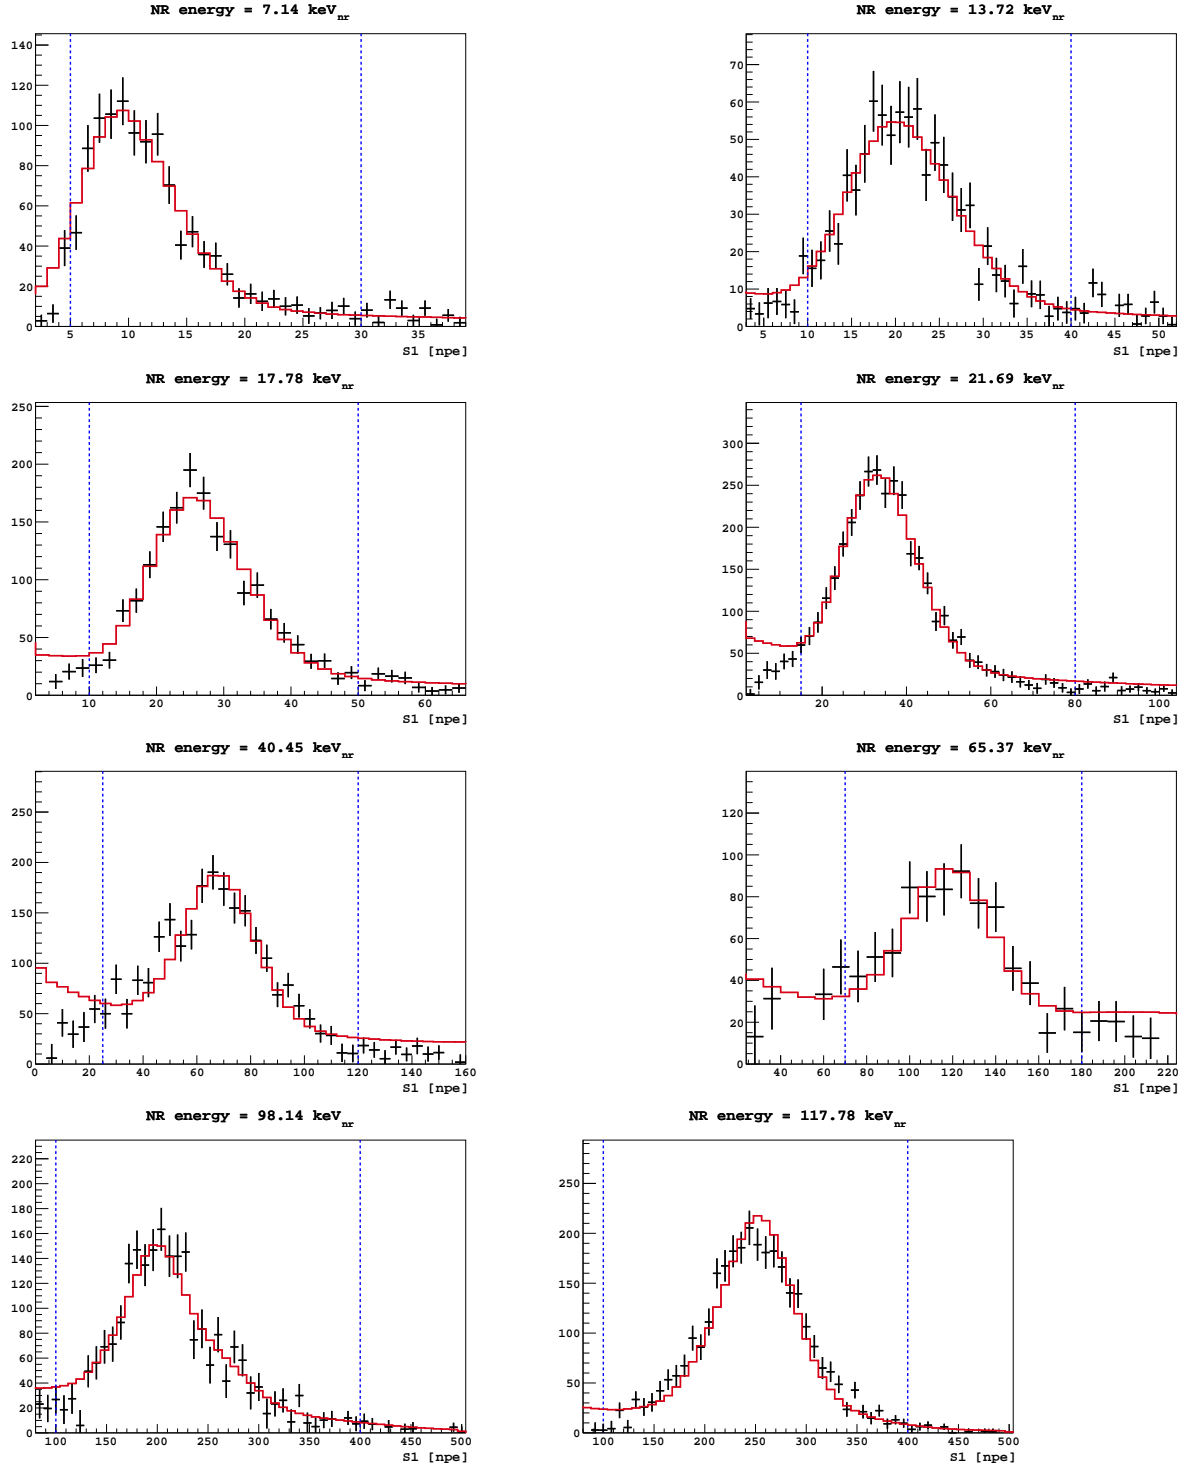 NR energy = 7.14 keVnr
NR energy = 13.72 keVnr
140
120
100
80
60
40
20
0
5 10 15 20 25 30 35
S1 [npe]
70
60
50
40
30
20
10
0
5 10 15 20 25 30 35 40 45 50
S1 [npe]
NR energy = 17.78 keVnr
NR energy = 21.69 keVnr
250
200
150
100
50
0
10 20 30 40 50 60
S1 [npe]
300
250
200
150
100
50
0
20 40 60 80 100
S1 [npe]
NR energy = 40.45 keVnr
NR energy = 65.37 keVnr
250
200
150
100
50
0
0 20 40 60 80 100 120 140 160
S1 [npe]
120
100
80
60
40
20
0
40 60 80 100 120 140 160 180 200 220
S1 [npe]
NR energy = 98.14 keVnr
NR energy = 117.78 keVnr
220
200
180
160
140
120
100
80
60
40
20
0
100 150 200 250 300 350 400 450 500
S1 [npe]
250
200
150
100
50
0
100 150 200 250 300 350 400 450 500
S1 [npe]